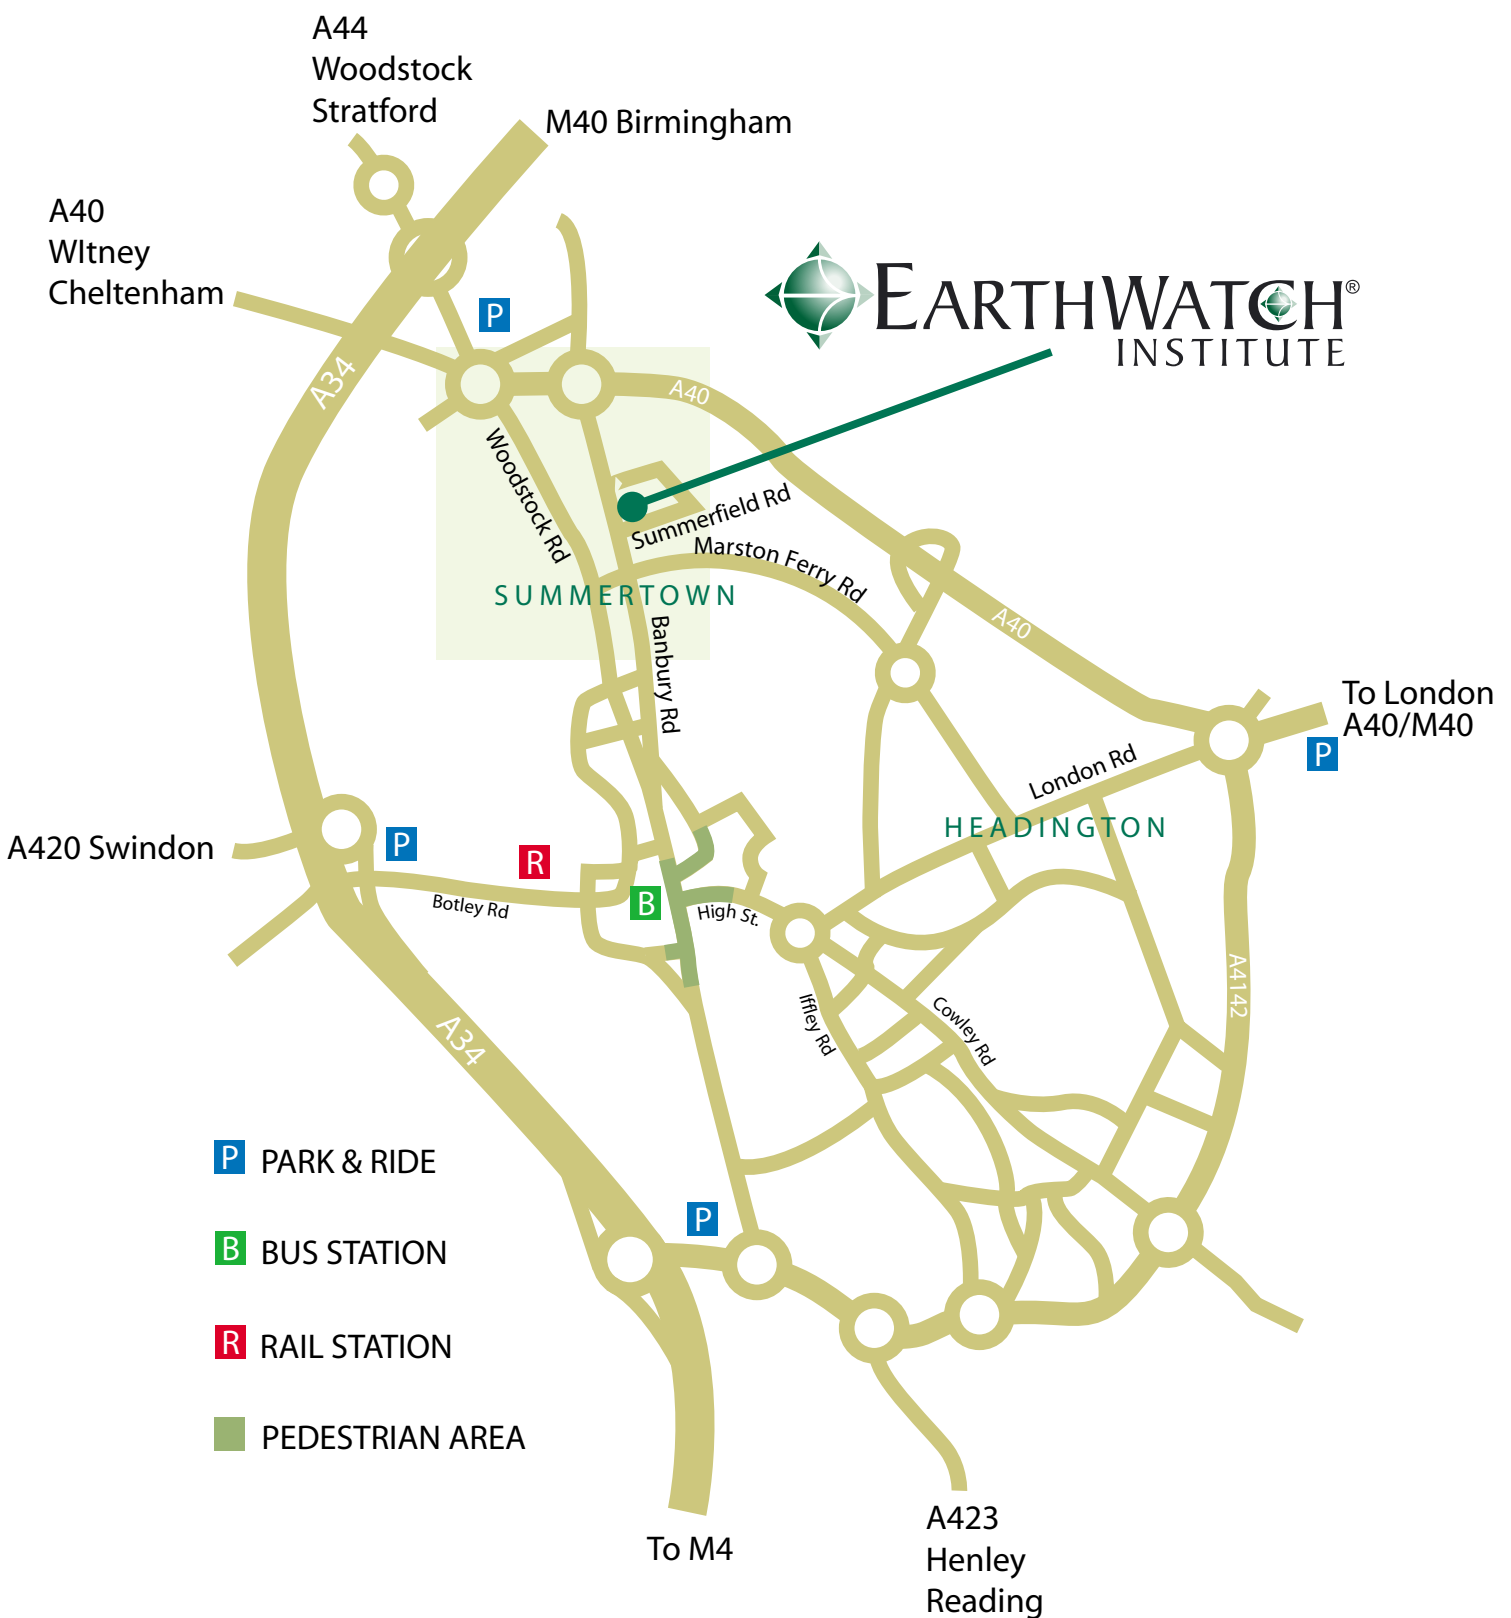 A44
Woodstock
Stratford
M40 Birmingham
A40
WItney
Cheltenham
P
EARTHWATCH®
INSTITUTE
A34
A40
Woodstock Rd
Summerfield Rd
Marston Ferry Rd
SUMMERTOWN
A40
Banbury Rd
To London
A40/M40
P
London Rd
HEADINGTON
A420 Swindon
P
R
B
Botley Rd
High St.
A4142
Iffley Rd
Cowley Rd
A34
P PARK & RIDE
P
B BUS STATION
R RAIL STATION
PEDESTRIAN AREA
To M4
A423
Henley
Reading